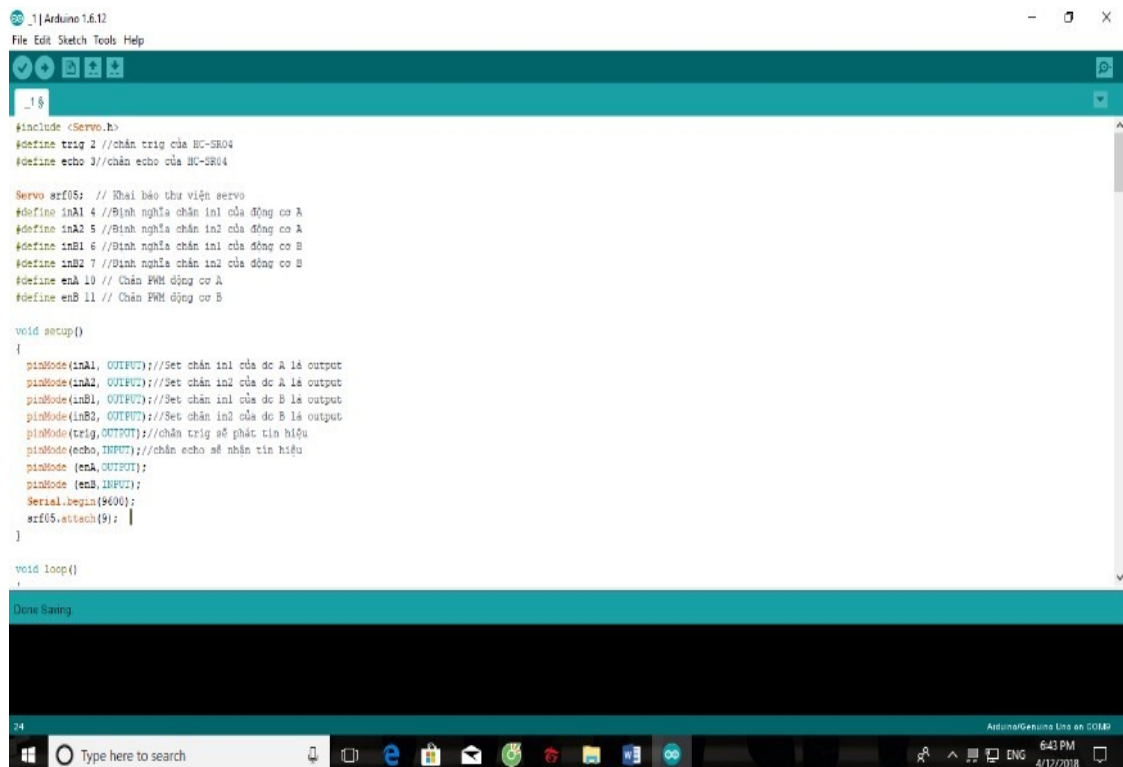 _1 | Arduino 1.6.12
File Edit Sketch Tools Help
_1 §
#include <Servo.h>
#define trig 2 //chân trig của HC-SR04
#define echo 3//chân echo của HC-SR04
Servo srf05; // Khai báo thư viện servo
#define inA1 4 //Định nghĩa chân in1 của động cơ A
#define inA2 5 //Định nghĩa chân in2 của động cơ A
#define inB1 6 //Định nghĩa chân in1 của động cơ B
#define inB2 7 //Định nghĩa chân in2 của động cơ B
#define enA 10 // Chân PWM động cơ A
#define enB 11 // Chân PWM động cơ B
void setup()
{
pinMode(inA1, OUTPUT);//Set chân in1 của dc A là output
pinMode(inA2, OUTPUT);//Set chân in2 của dc A là output
pinMode(inB1, OUTPUT);//Set chân in1 của dc B là output
pinMode(inB2, OUTPUT);//Set chân in2 của dc B là output
pinMode(trig,OUTPUT);//chân trig sẽ phát tín hiệu
pinMode(echo,INPUT);//chân echo sẽ nhận tín hiệu
pinMode (enA,OUTPUT);
pinMode (enB,INPUT);
Serial.begin(9600);
srf05.attach(9);
}
void loop()
Done Saving.
24
Arduino/Genuino Uno on COM9
Type here to search
ENG
6:43 PM
4/12/2018